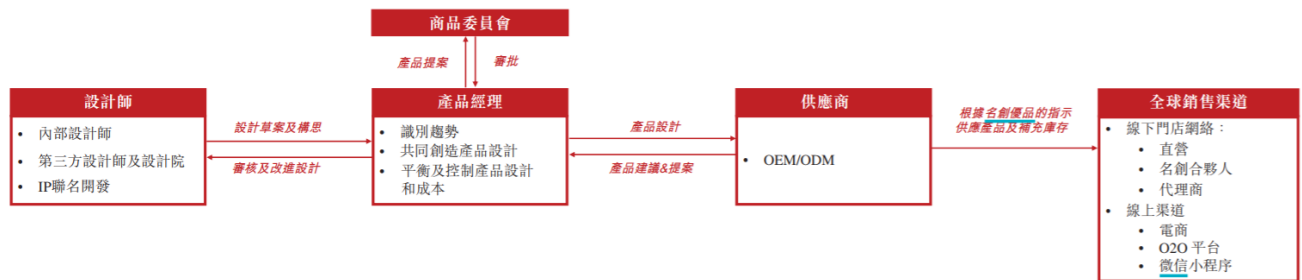 商品委員會
產品提案
審批
設計師
• 內部設計師
• 第三方設計師及設計院
• IP聯名開發
設計草案及構思
審核及改進設計
產品經理
• 識別趨勢
• 共同創造產品設計
• 平衡及控制產品設計
和成本
產品設計
產品建議&提案
供應商
• OEM/ODM
根據名創優品的指示
供應產品及補充庫存
全球銷售渠道
• 線下門店網絡：
• 直營
• 名創合夥人
• 代理商
• 線上渠道
• 電商
• O2O 平台
• 微信小程序